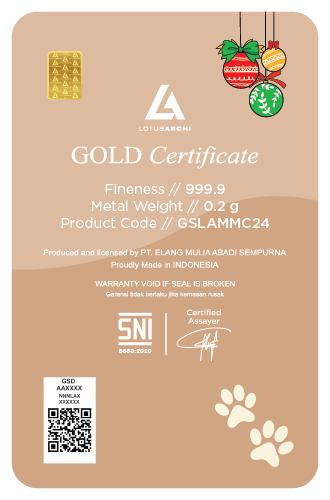 LOTUSARCHI
GOLD Certificate
Fineness // 999.9
Metal Weight // 0.2 g
Product Code // GSLAMMC24
Produced and licensed by PT. ELANG MULIA ABADI SEMPURNA
Proudly Made in INDONESIA
WARRANTY VOID IF SEAL IS BROKEN
Garansi tidak berlaku jika kemasan rusak
SNI
8880:2020
Certified
Assayer
GSD
AAXXXX
NNNLAX
XXXXXX